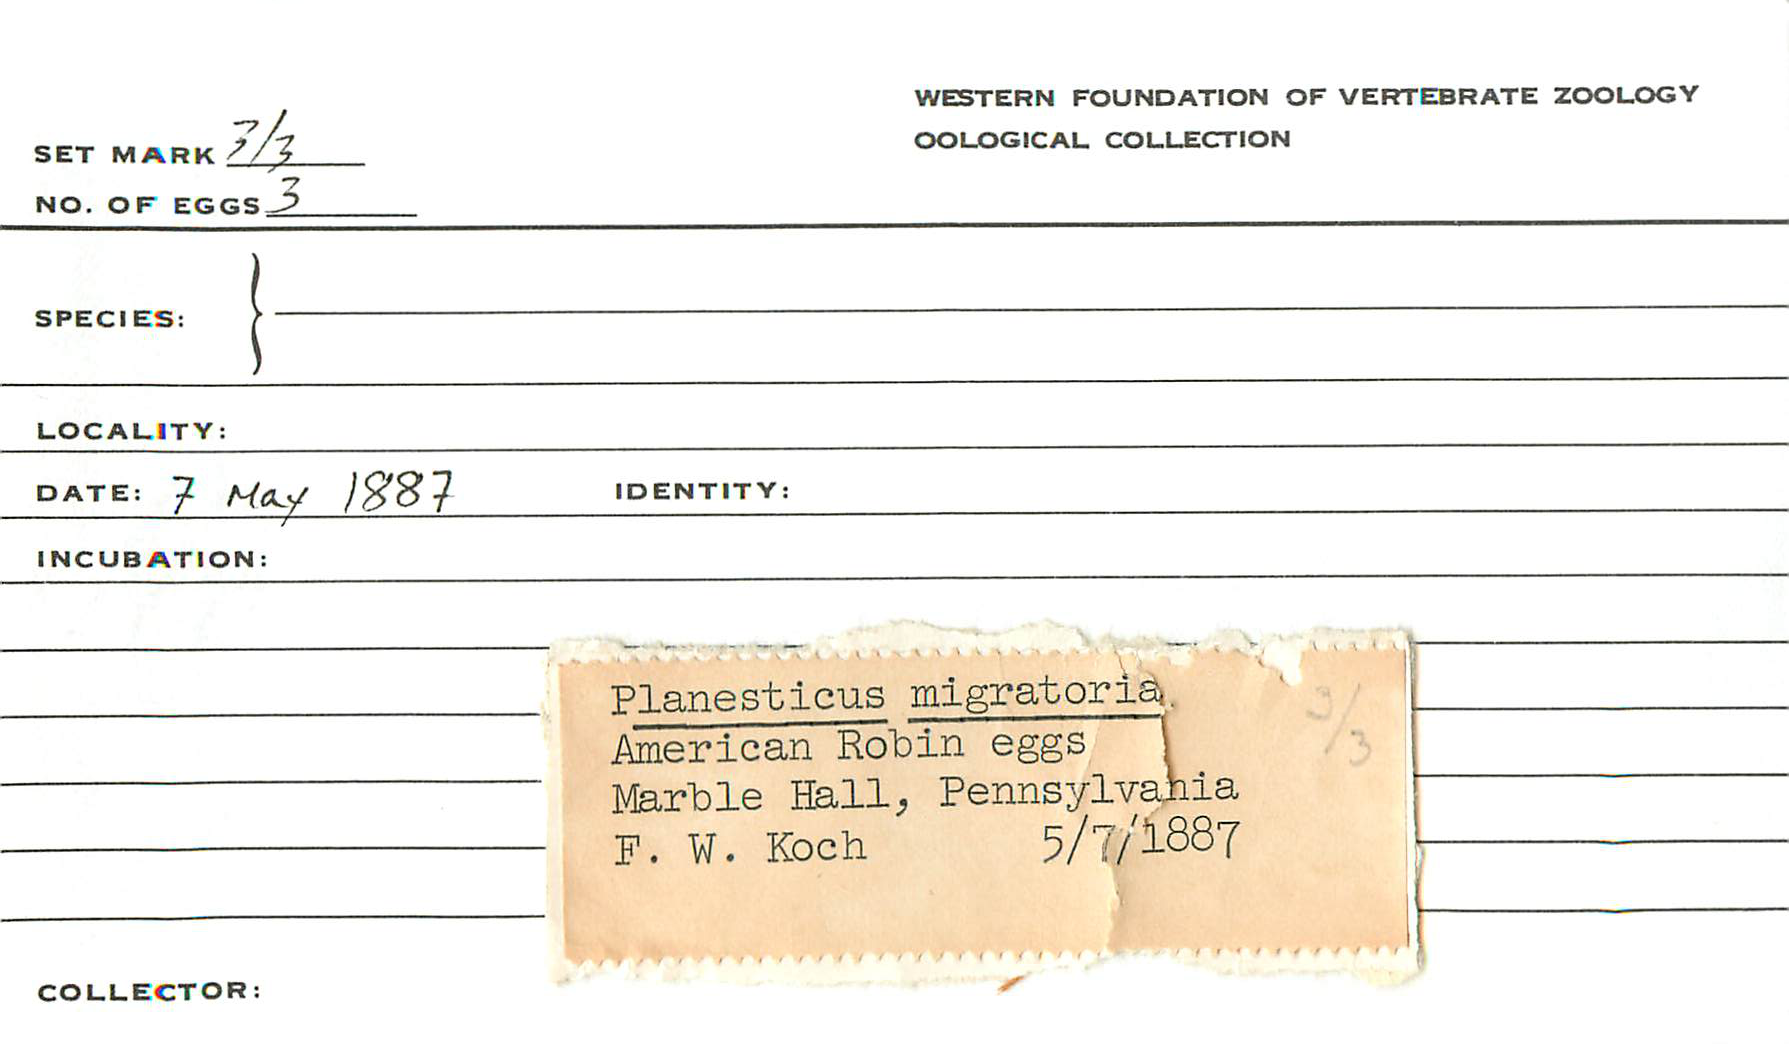 WESTERN FOUNDATION OF VERTEBRATE ZOOLOGY
OOLOGICAL COLLECTION
SET MARK 3/3
NO. OF EGGS 3
SPECIES:
LOCALITY:
DATE: 7 May 1887 IDENTITY:
INCUBATION:
Planesticus migratoria
3/3
American Robin eggs
Marble Hall, Pennsylvania
F. W. Koch 5/7/1887
COLLECTOR: